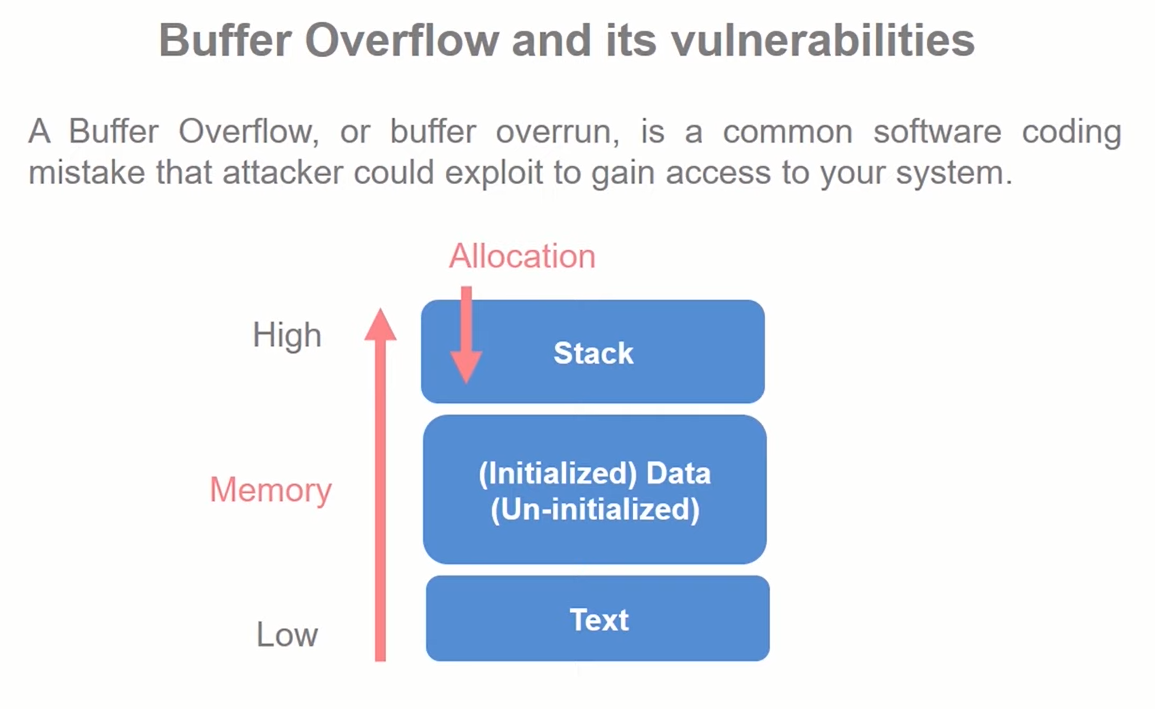 Buffer Overflow and its vulnerabilities
A Buffer Overflow, or buffer overrun, is a common software coding
mistake that attacker could exploit to gain access to your system.
Allocation
High
Stack
Memory
(Initialized) Data
(Un-initialized)
Low
Text